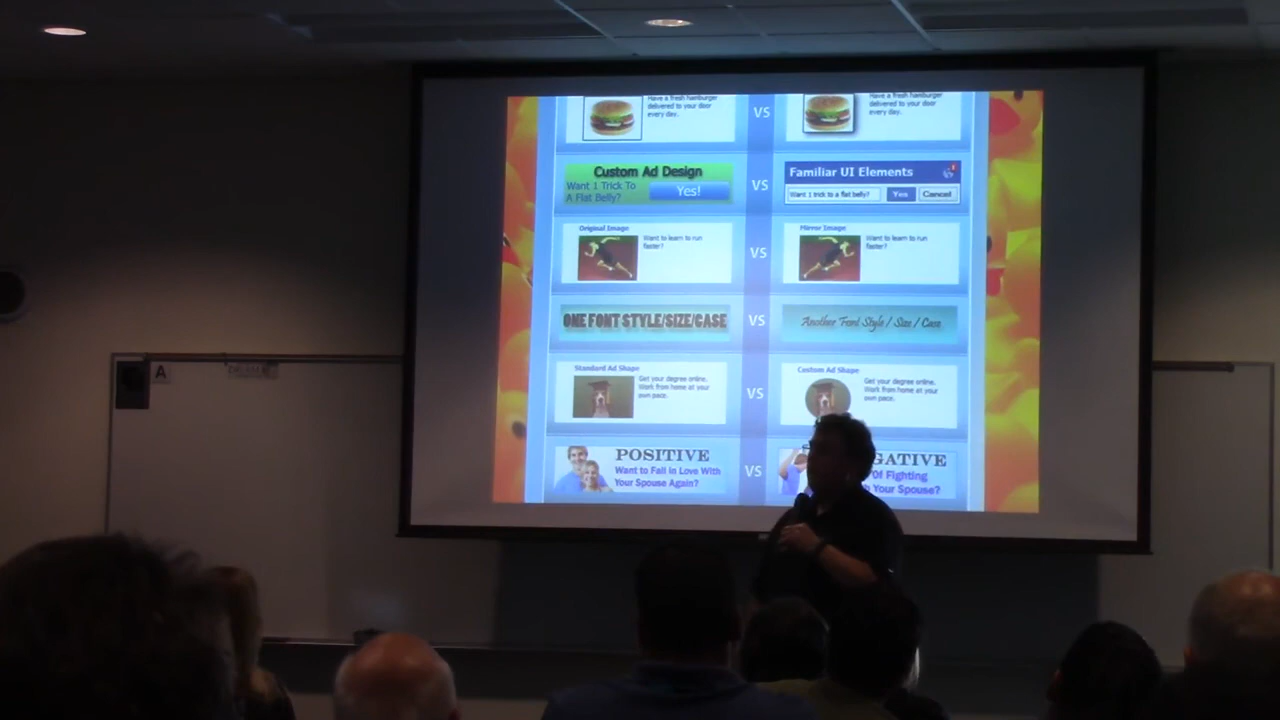 Have a fresh hamburger
delivered to your door
every day.
VS
Have a fresh hamburger
delivered to your door
every day.
Custom Ad Design
Want 1 Trick To
A Flat Belly?
Yes!
VS
Familiar UI Elements
Want 1 trick to a flat belly?
Yes
Cancel
Original Image
Want to learn to run
faster?
VS
Mirror Image
Want to learn to run
faster?
ONE FONT STYLE/SIZE/CASE
VS
Another Font Style / Size / Case
Standard Ad Shape
Get your degree online.
Work from home at your
own pace.
VS
Custom Ad Shape
Get your degree online.
Work from home at your
own pace.
POSITIVE
Want to Fall in Love With
Your Spouse Again?
VS
GATIVE
Of Fighting
Your Spouse?
A